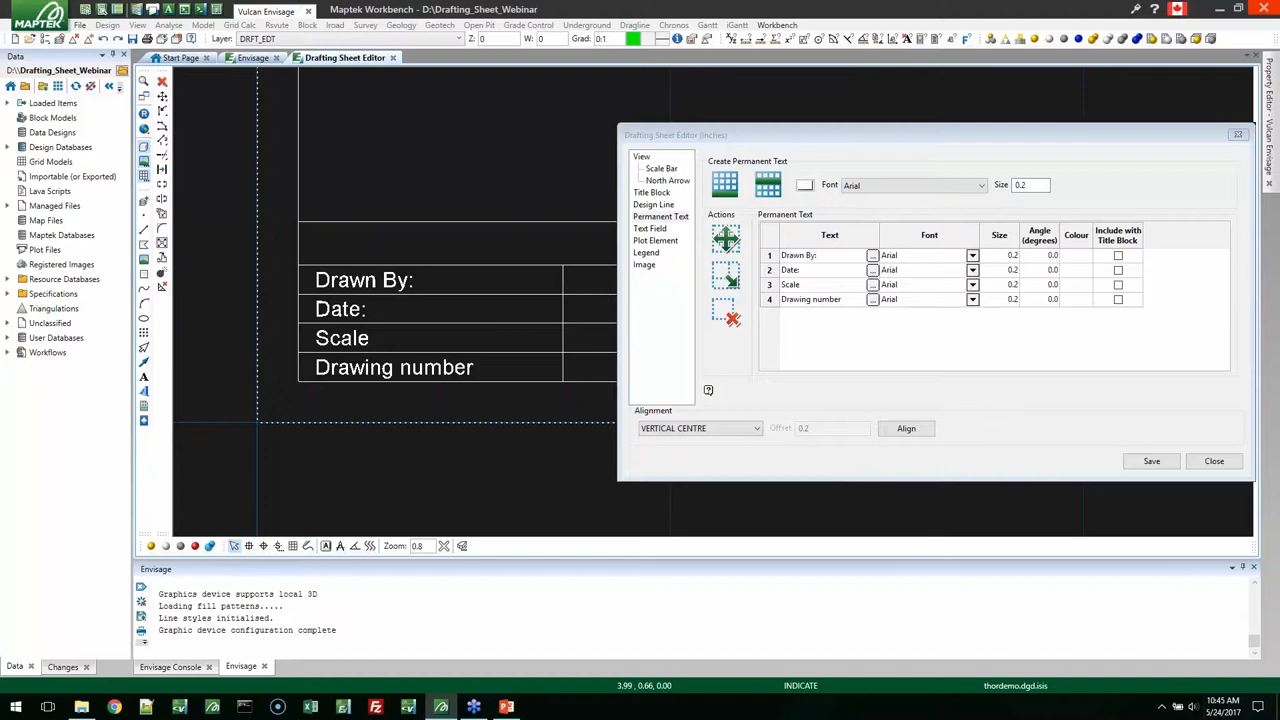 Vulcan Envisage
Maptek Workbench - D:\Drafting_Sheet_Webinar
MAPTEK
File Design View Analyse Model Grid Calc Rsvute Block Iroad Survey Geology Geotech Open Pit Grade Control Underground Dragline Chronos Gantt iGantt Workbench
Layer: DRFT_EDT Z: 0 W: 0 Grad: 0:1
Data
Start Page Envisage Drafting Sheet Editor
D:\Drafting_Sheet_Webinar
Loaded Items
Block Models
Data Designs
Design Databases
Grid Models
Importable (or Exported)
Lava Scripts
Managed Files
Map Files
Maptek Databases
Plot Files
Registered Images
Resource Databases
Specifications
Triangulations
Unclassified
User Databases
Workflows
Drawn By:
Date:
Scale
Drawing number
Drafting Sheet Editor (inches)
View
Scale Bar
North Arrow
Title Block
Design Line
Permanent Text
Text Field
Plot Element
Legend
Image
Create Permanent Text
Font Arial Size 0.2
Actions
Permanent Text
Text Font Size Angle (degrees) Colour Include with Title Block
1 Drawn By: ... Arial 0.2 0.0
2 Date: ... Arial 0.2 0.0
3 Scale ... Arial 0.2 0.0
4 Drawing number ... Arial 0.2 0.0
Alignment
VERTICAL CENTRE Offset 0.2 Align
Save Close
Property Editor - Vulcan Envisage
Zoom: 0.8
Envisage
Graphics device supports local 3D
Loading fill patterns.....
Line styles initialised.
Graphic device configuration complete
Data Changes Envisage Console Envisage
3.99 , 0.66, 0.00 INDICATE thordemo.dgd.isis
10:45 AM
5/24/2017